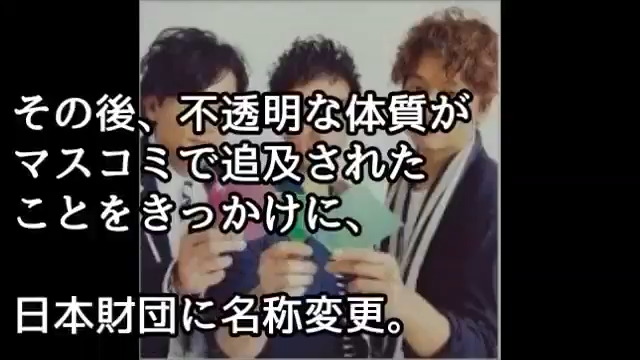 その後、不透明な体質が
マスコミで追及された
ことをきっかけに、
日本財団に名称変更。